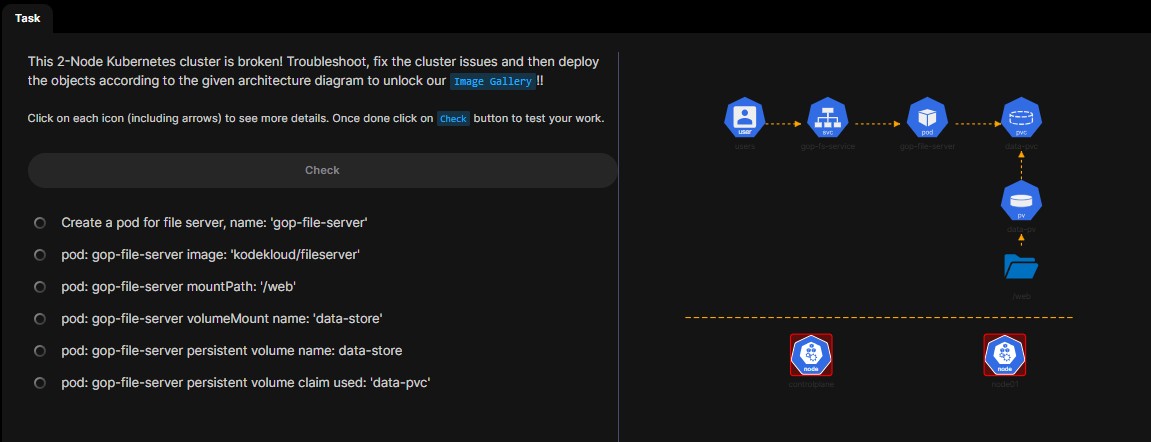 Task
This 2-Node Kubernetes cluster is broken! Troubleshoot, fix the cluster issues and then deploy
the objects according to the given architecture diagram to unlock our Image Gallery !!
Click on each icon (including arrows) to see more details. Once done click on Check button to test your work.
Check
Create a pod for file server, name: 'gop-file-server'
pod: gop-file-server image: 'kodekloud/fileserver'
pod: gop-file-server mountPath: '/web'
pod: gop-file-server volumeMount name: 'data-store'
pod: gop-file-server persistent volume name: data-store
pod: gop-file-server persistent volume claim used: 'data-pvc'
user
svc
pod
pvc
users
gop-fs-service
gop-file-server
data-pvc
pv
data-pv
/web
node
node
controlplane
node01